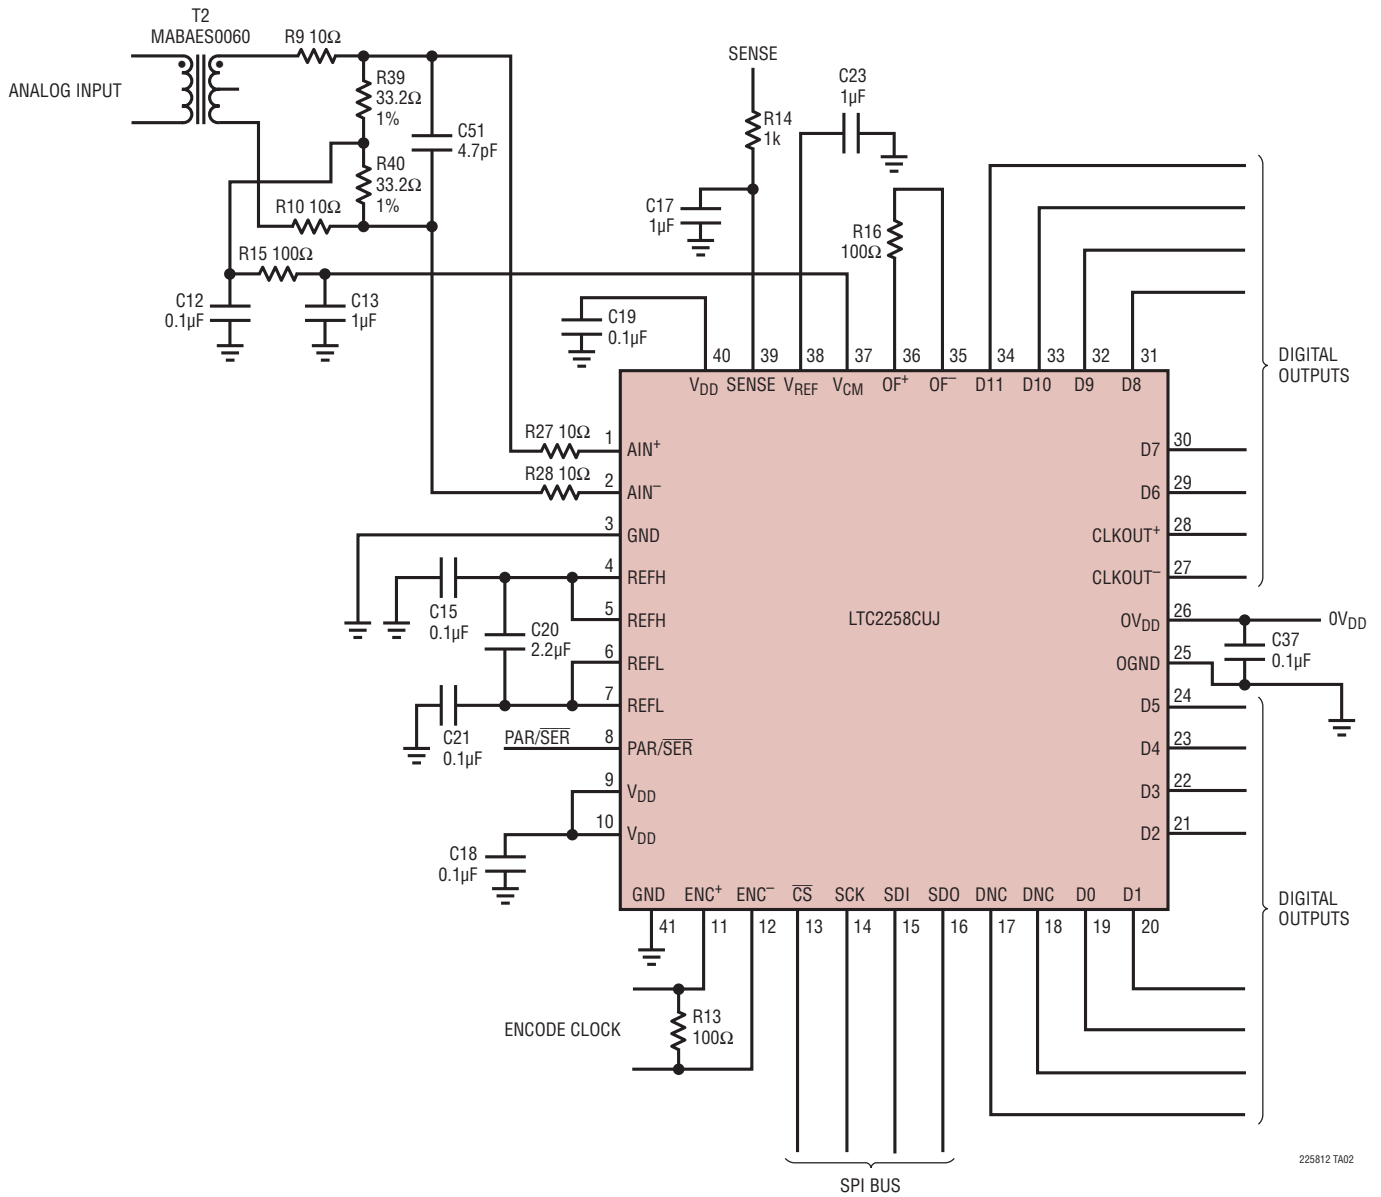 T2
MABAES0060
ANALOG INPUT
R9 10Ω
R39
33.2Ω
1%
C51
4.7pF
R40
33.2Ω
1%
R10 10Ω
R15 100Ω
C12
0.1µF
C13
1µF
SENSE
R14
1k
C23
1µF
C17
1µF
R16
100Ω
C19
0.1µF
40
39
38
37
36
35
34
33
32
31
VDD
SENSE
VREF
VCM
OF+
OF–
D11
D10
D9
D8
DIGITAL
OUTPUTS
R27 10Ω
1
AIN+
R28 10Ω
2
AIN–
3
GND
4
REFH
5
REFH
6
REFL
7
REFL
C15
0.1µF
C20
2.2µF
C21
0.1µF
PAR/SER
8
PAR/SER
9
VDD
10
VDD
C18
0.1µF
LTC2258CUJ
D7
30
D6
29
CLKOUT+
28
CLKOUT–
27
OVDD
26
0VDD
C37
0.1µF
OGND
25
D5
24
D4
23
D3
22
D2
21
GND
ENC+
ENC–
CS
SCK
SDI
SDO
DNC
DNC
D0
D1
41
11
12
13
14
15
16
17
18
19
20
DIGITAL
OUTPUTS
ENCODE CLOCK
R13
100Ω
SPI BUS
225812 TA02